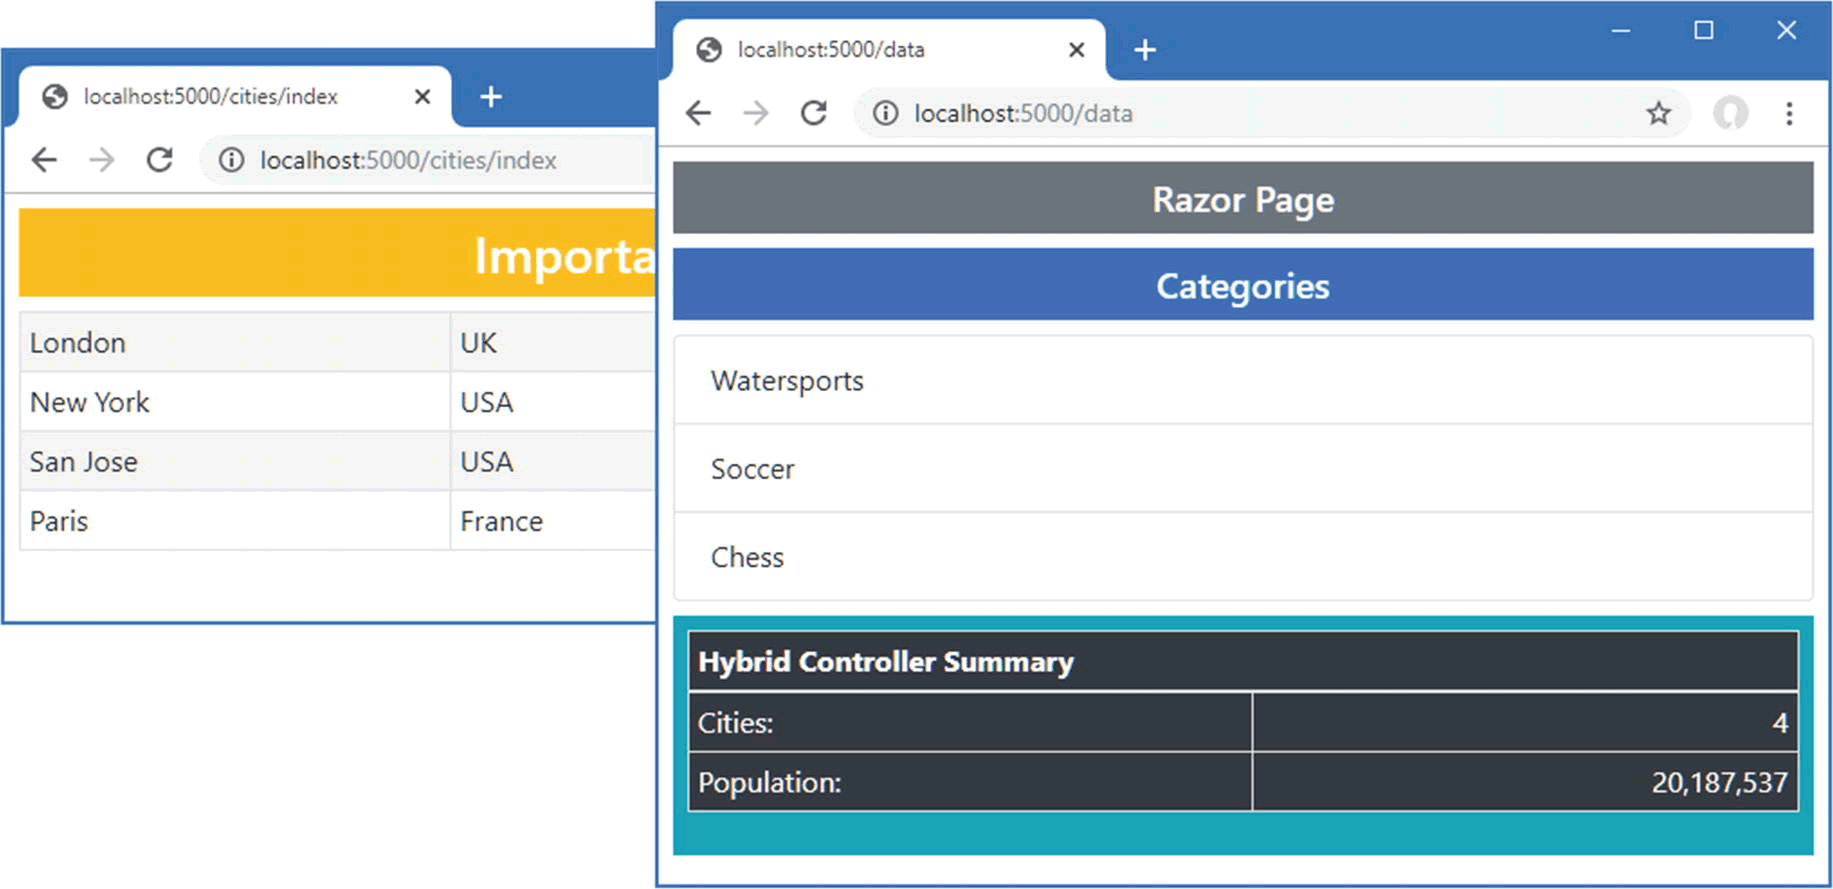 localhost:5000/cities/index
localhost:5000/cities/index
London UK
New York USA
San Jose USA
Paris France
localhost:5000/data
localhost:5000/data
Razor Page
Categories
Watersports
Soccer
Chess
Hybrid Controller Summary
Cities: 4
Population: 20,187,537